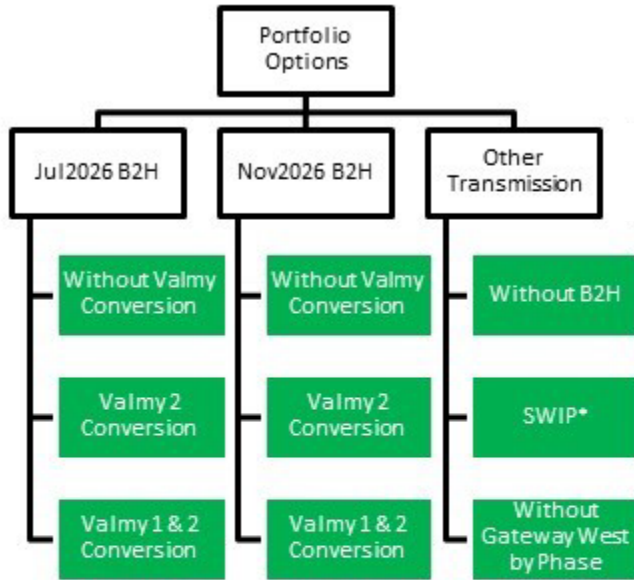 Portfolio
Options
Jul2026 B2H
Nov2026 B2H
Other
Transmission
Without Valmy
Conversion
Without Valmy
Conversion
Without B2H
Valmy 2
Conversion
Valmy 2
Conversion
SWIP*
Valmy 1 & 2
Conversion
Valmy 1 & 2
Conversion
Without
Gateway West
by Phase